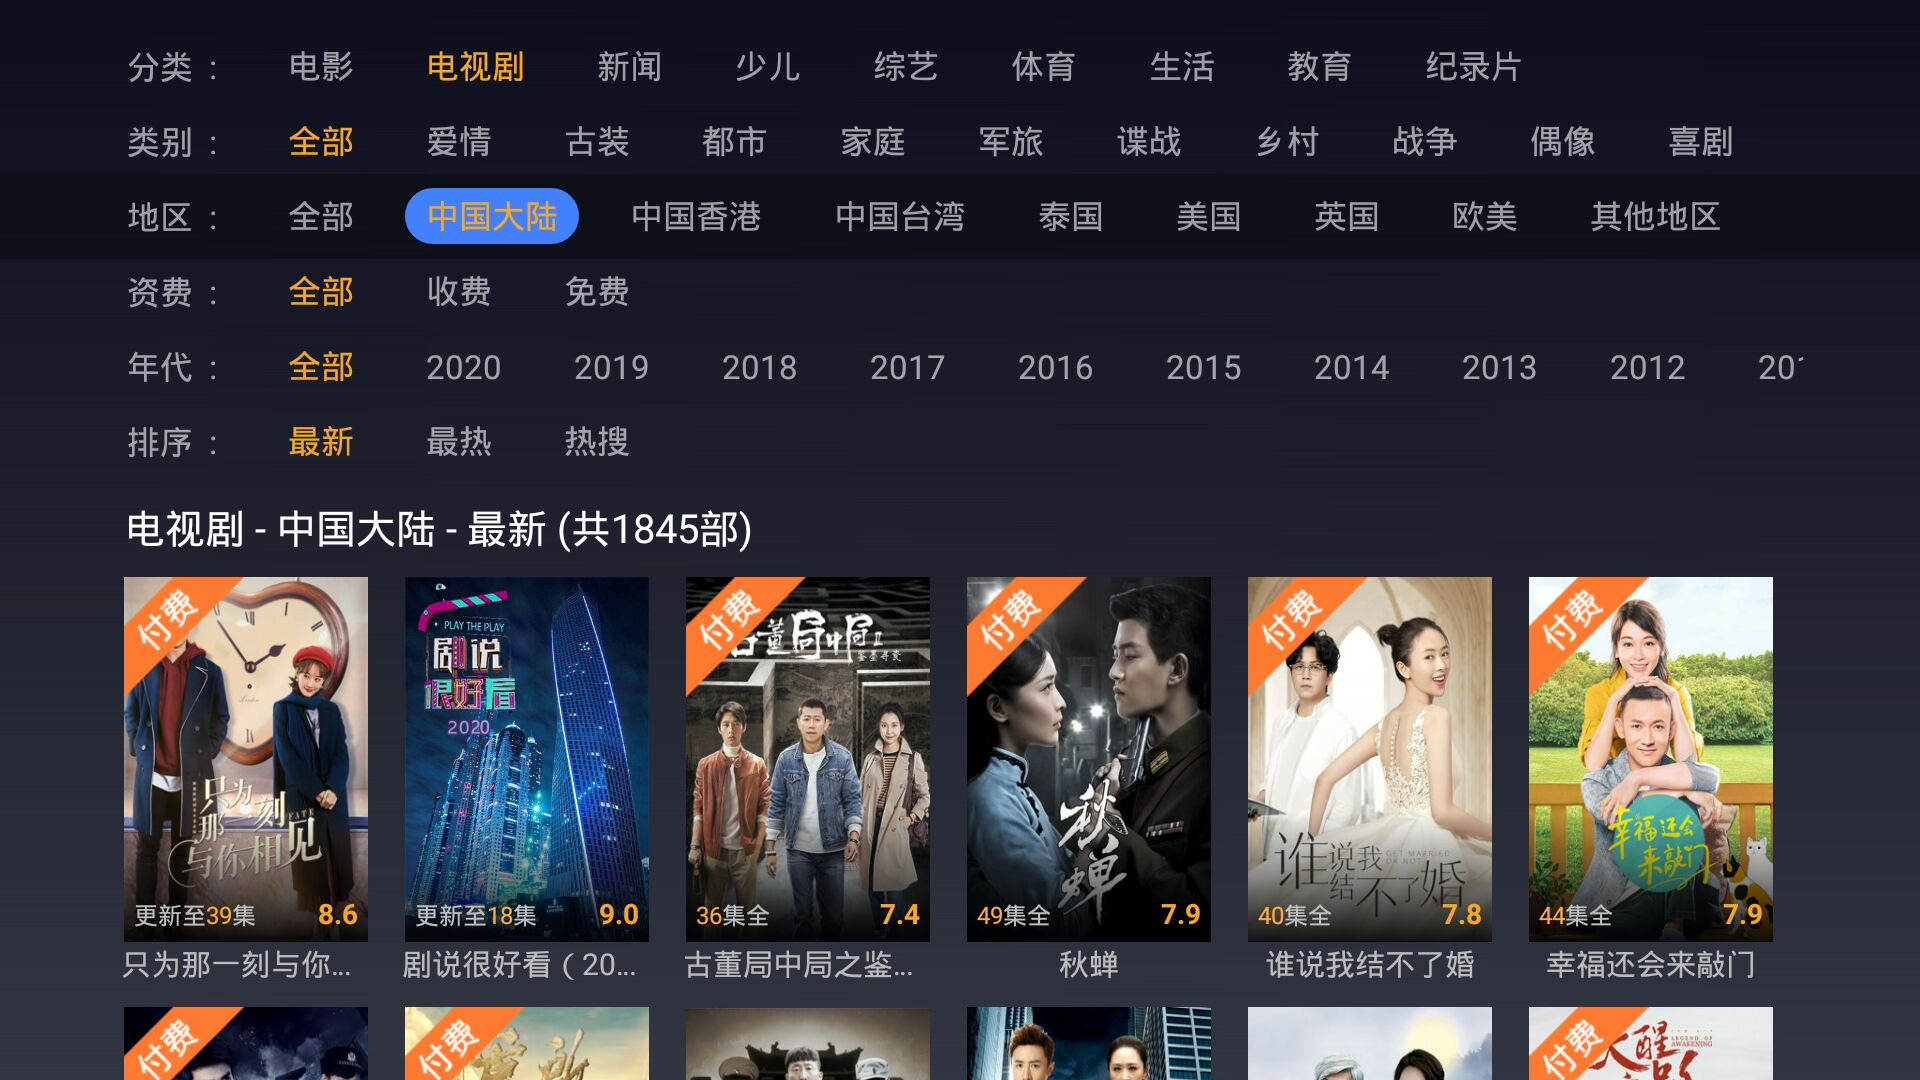 分类 : 电影 电视剧 新闻 少儿 综艺 体育 生活 教育 纪录片
类别 : 全部 爱情 古装 都市 家庭 军旅 谍战 乡村 战争 偶像 喜剧
地区 : 全部 中国大陆 中国香港 中国台湾 泰国 美国 英国 欧美 其他地区
资费 : 全部 收费 免费
年代 : 全部 2020 2019 2018 2017 2016 2015 2014 2013 2012
排序 : 最新 最热 热搜
电视剧 - 中国大陆 - 最新 (共1845部)
付费
只为
那一刻
FATE
与你相见
更新至39集 8.6
只为那一刻与你...
PLAY THE PLAY
剧说
很好看
2020
更新至18集 9.0
剧说很好看（20...
付费
古董局中局II
36集全 7.4
古董局中局之鉴...
付费
秋蝉
49集全 7.9
秋蝉
付费
谁说我
结不了婚
GET MARRIED
OR NOT
40集全 7.8
谁说我结不了婚
付费
幸福还会
来敲门
44集全 7.9
幸福还会来敲门
付费
付费
付费
LEGEND OF
AWAKENING